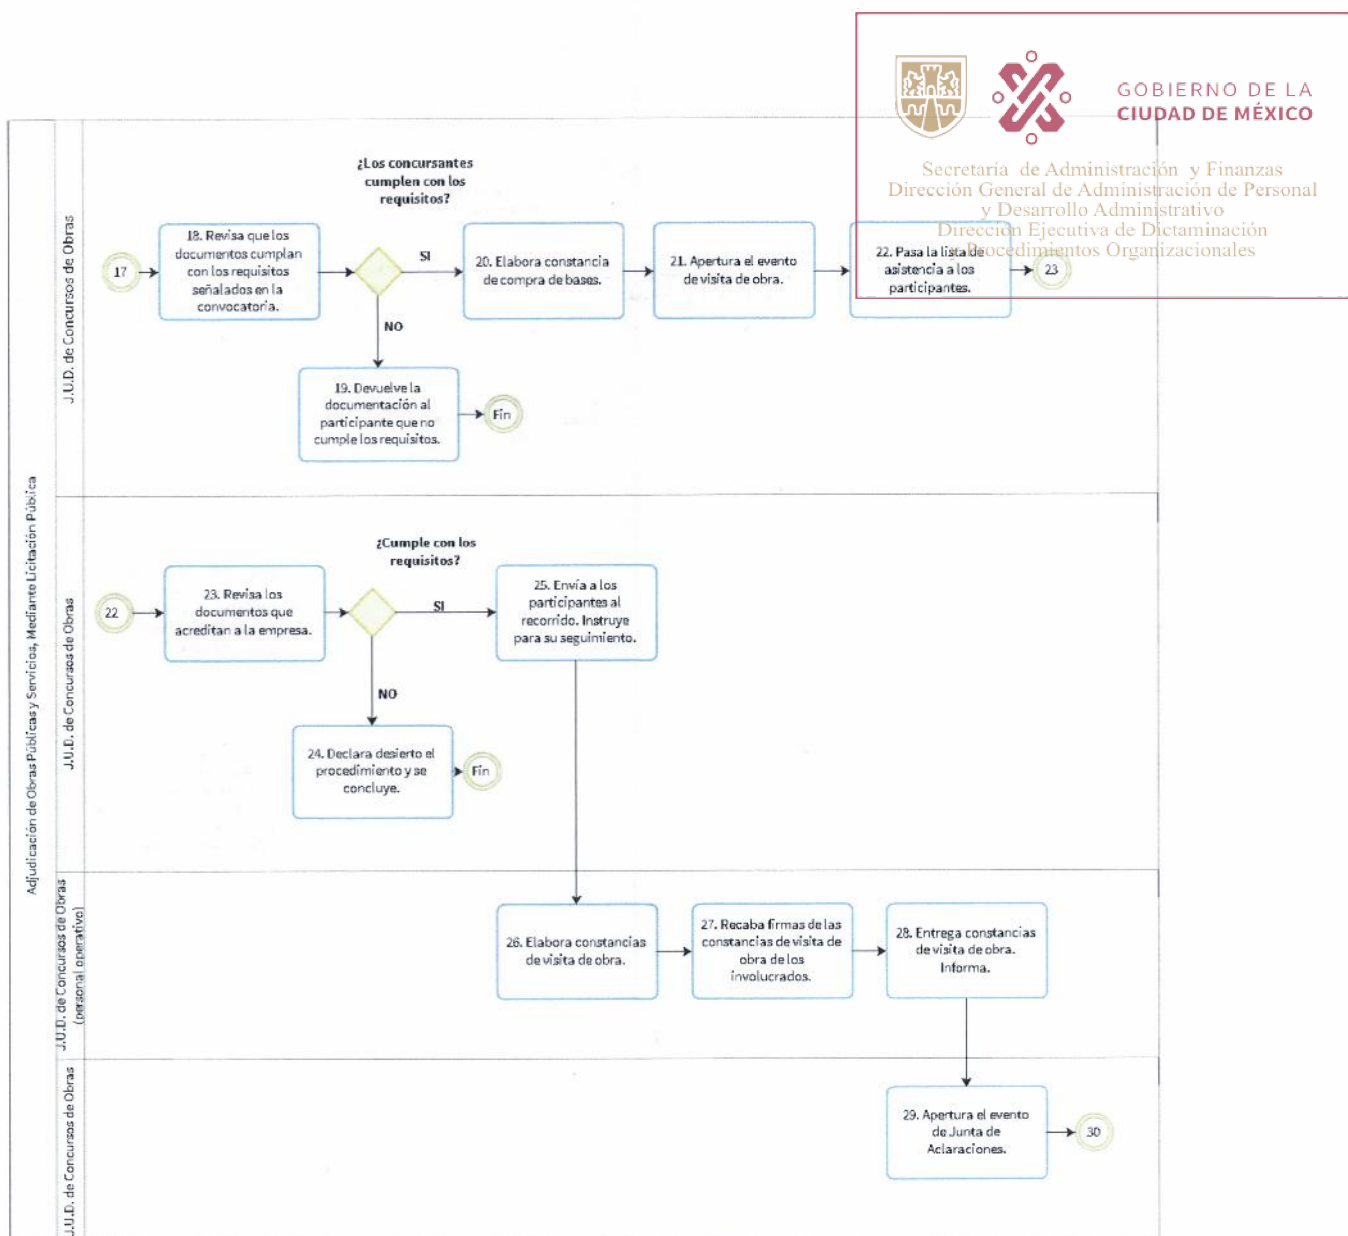 GOBIERNO DE LA
CIUDAD DE MÉXICO
Secretaría de Administración y Finanzas
Dirección General de Administración de Personal
y Desarrollo Administrativo
Dirección Ejecutiva de Dictaminación
y Procedimientos Organizacionales
Adjudicación de Obras Públicas y Servicios, Mediante Licitación Pública
J.U.D. de Concursos de Obras
¿Los concursantes
cumplen con los
requisitos?
17
18. Revisa que los
documentos cumplan
con los requisitos
señalados en la
convocatoria.
SI
NO
20. Elabora constancia
de compra de bases.
21. Apertura el evento
de visita de obra.
22. Pasa la lista de
asistencia a los
participantes.
23
19. Devuelve la
documentación al
participante que no
cumple los requisitos.
Fin
J.U.D. de Concursos de Obras
¿Cumple con los
requisitos?
22
23. Revisa los
documentos que
acreditan a la empresa.
SI
NO
25. Envía a los
participantes al
recorrido. Instruye
para su seguimiento.
24. Declara desierto el
procedimiento y se
concluye.
Fin
J.U.D. de Concursos de Obras
(personal operativo)
26. Elabora constancias
de visita de obra.
27. Recaba firmas de las
constancias de visita de
obra de los
involucrados.
28. Entrega constancias
de visita de obra.
Informa.
J.U.D. de Concursos de Obras
29. Apertura el evento
de Junta de
Aclaraciones.
30